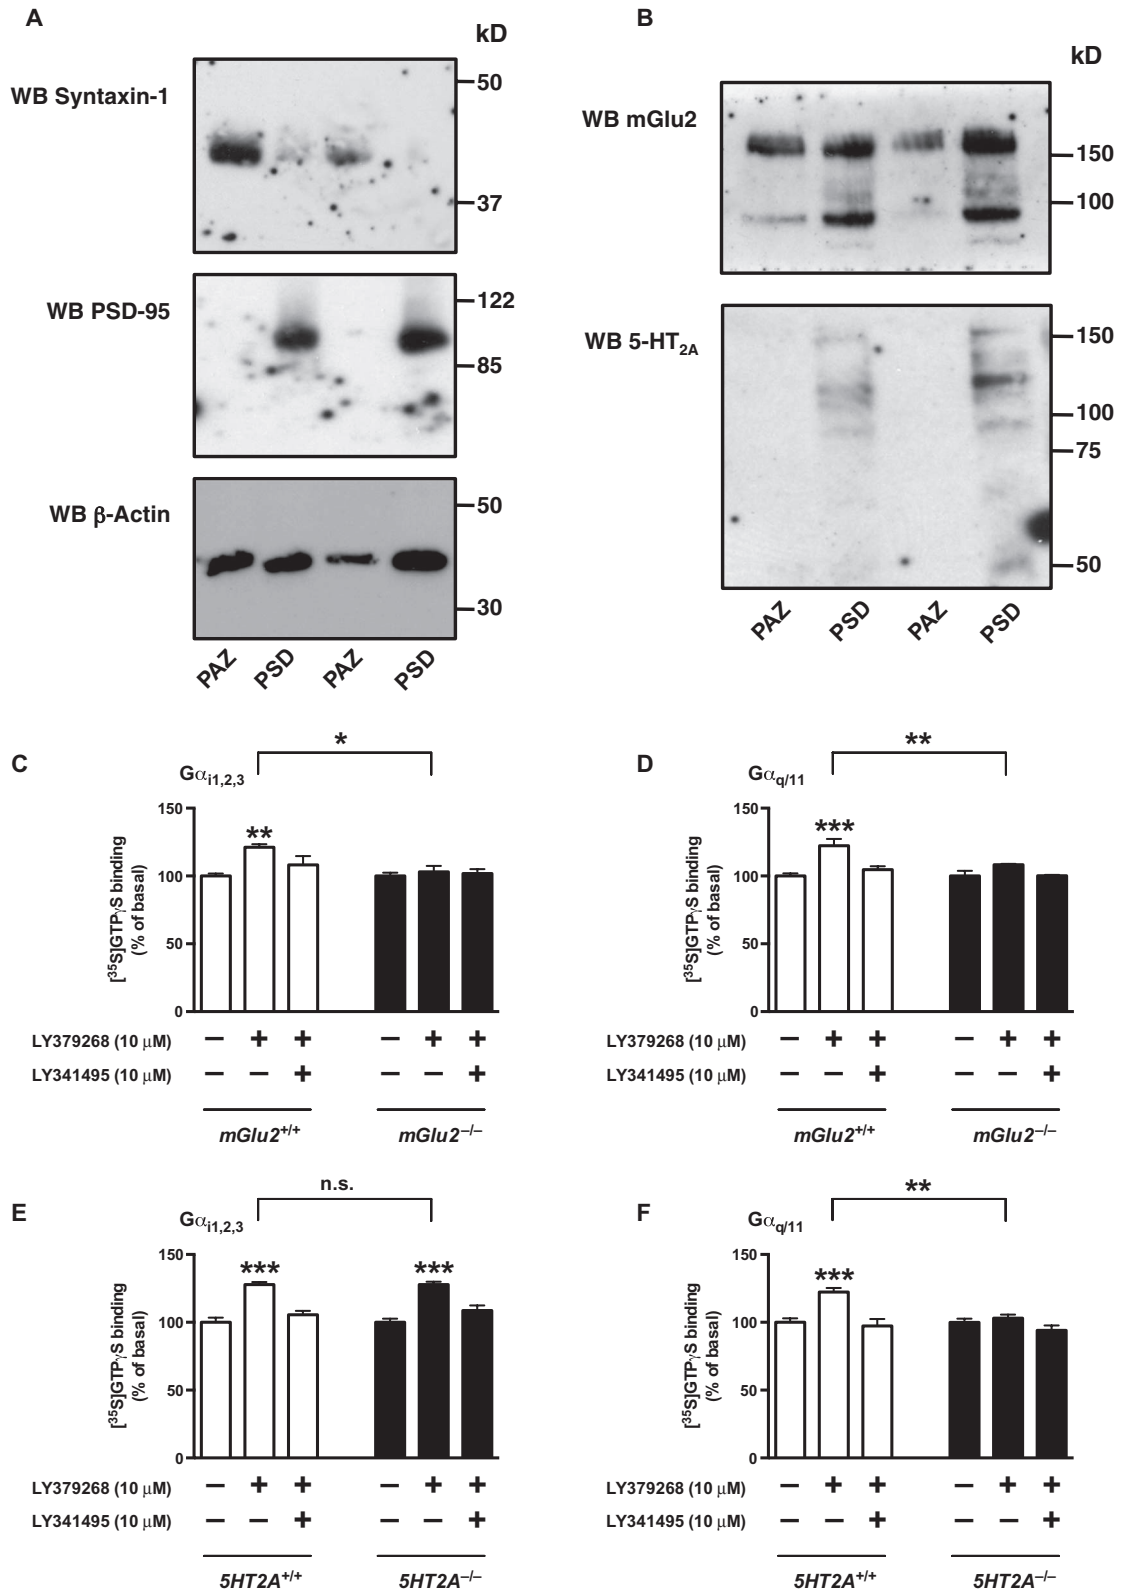 A
kD
WB Syntaxin-1
50
37
WB PSD-95
122
85
WB β-Actin
50
30
PAZ PSD PAZ PSD
B
kD
WB mGlu2
150
100
WB 5-HT2A
150
100
75
50
PAZ PSD PAZ PSD
C
*
Gαi1,2,3
**
[35S]GTPγS binding
(% of basal)
150
100
50
0
LY379268 (10 μM) – + + – + +
LY341495 (10 μM) – – + – – +
mGlu2+/+ mGlu2–/–
D
**
Gαq/11
***
[35S]GTPγS binding
(% of basal)
150
100
50
0
LY379268 (10 μM) – + + – + +
LY341495 (10 μM) – – + – – +
mGlu2+/+ mGlu2–/–
E
n.s.
Gαi1,2,3
*** ***
[35S]GTPγS binding
(% of basal)
150
100
50
0
LY379268 (10 μM) – + + – + +
LY341495 (10 μM) – – + – – +
5HT2A+/+ 5HT2A–/–
F
**
Gαq/11
***
[35S]GTPγS binding
(% of basal)
150
100
50
0
LY379268 (10 μM) – + + – + +
LY341495 (10 μM) – – + – – +
5HT2A+/+ 5HT2A–/–